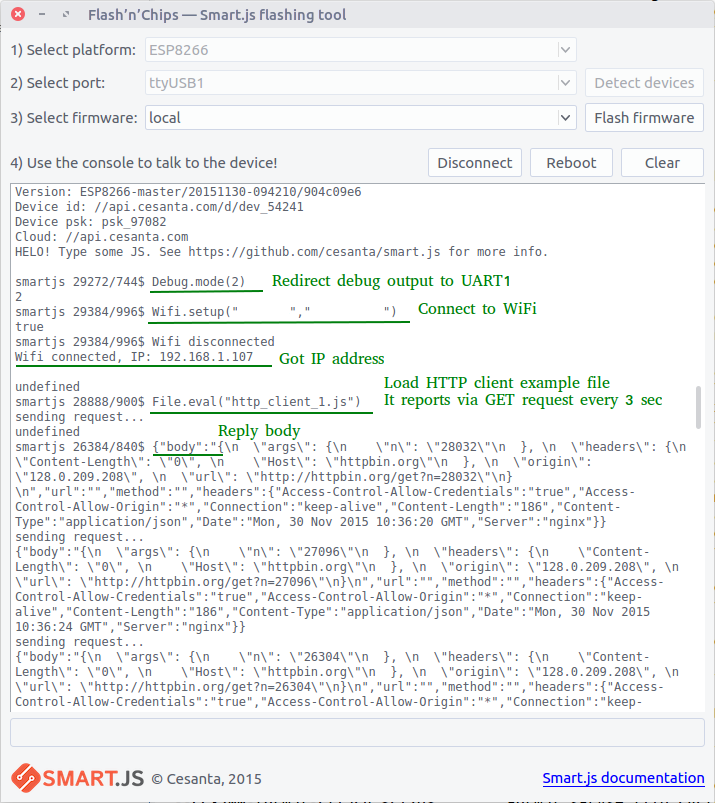 Flash’n’Chips — Smart.js flashing tool
1) Select platform: ESP8266
2) Select port: ttyUSB1 Detect devices
3) Select firmware: local Flash firmware
4) Use the console to talk to the device! Disconnect Reboot Clear
Version: ESP8266-master/20151130-094210/904c09e6
Device id: //api.cesanta.com/d/dev_54241
Device psk: psk_97082
Cloud: //api.cesanta.com
HELO! Type some JS. See https://github.com/cesanta/smart.js for more info.
smartjs 29272/744$ Debug.mode(2) Redirect debug output to UART1
2
smartjs 29384/996$ Wifi.setup("       ","          ") Connect to WiFi
true
smartjs 29384/996$ Wifi disconnected
Wifi connected, IP: 192.168.1.107 Got IP address
undefined
Load HTTP client example file
smartjs 28888/900$ File.eval("http_client_1.js") It reports via GET request every 3 sec
sending request...
undefined
Reply body
smartjs 26384/840$ {"body":"{\n  \"args\": {\n    \"n\": \"28032\"\n  }, \n  \"headers\": {\n
\"Content-Length\": \"0\", \n    \"Host\": \"httpbin.org\"\n  }, \n  \"origin\":
\"128.0.209.208\", \n  \"url\": \"http://httpbin.org/get?n=28032\"\n}
\n","url":"","method":"","headers":{"Access-Control-Allow-Credentials":"true","Access-
Control-Allow-Origin":"*","Connection":"keep-alive","Content-Length":"186","Content-
Type":"application/json","Date":"Mon, 30 Nov 2015 10:36:20 GMT","Server":"nginx"}}
sending request...
{"body":"{\n  \"args\": {\n    \"n\": \"27096\"\n  }, \n  \"headers\": {\n    \"Content-
Length\": \"0\", \n    \"Host\": \"httpbin.org\"\n  }, \n  \"origin\": \"128.0.209.208\", \n
\"url\": \"http://httpbin.org/get?n=27096\"\n}\n","url":"","method":"","headers":{"Access-
Control-Allow-Credentials":"true","Access-Control-Allow-Origin":"*","Connection":"keep-
alive","Content-Length":"186","Content-Type":"application/json","Date":"Mon, 30 Nov 2015
10:36:24 GMT","Server":"nginx"}}
sending request...
{"body":"{\n  \"args\": {\n    \"n\": \"26304\"\n  }, \n  \"headers\": {\n    \"Content-
Length\": \"0\", \n    \"Host\": \"httpbin.org\"\n  }, \n  \"origin\": \"128.0.209.208\", \n
\"url\": \"http://httpbin.org/get?n=26304\"\n}\n","url":"","method":"","headers":{"Access-
Control-Allow-Credentials":"true","Access-Control-Allow-Origin":"*","Connection":"keep-
SMART.JS © Cesanta, 2015 Smart.js documentation